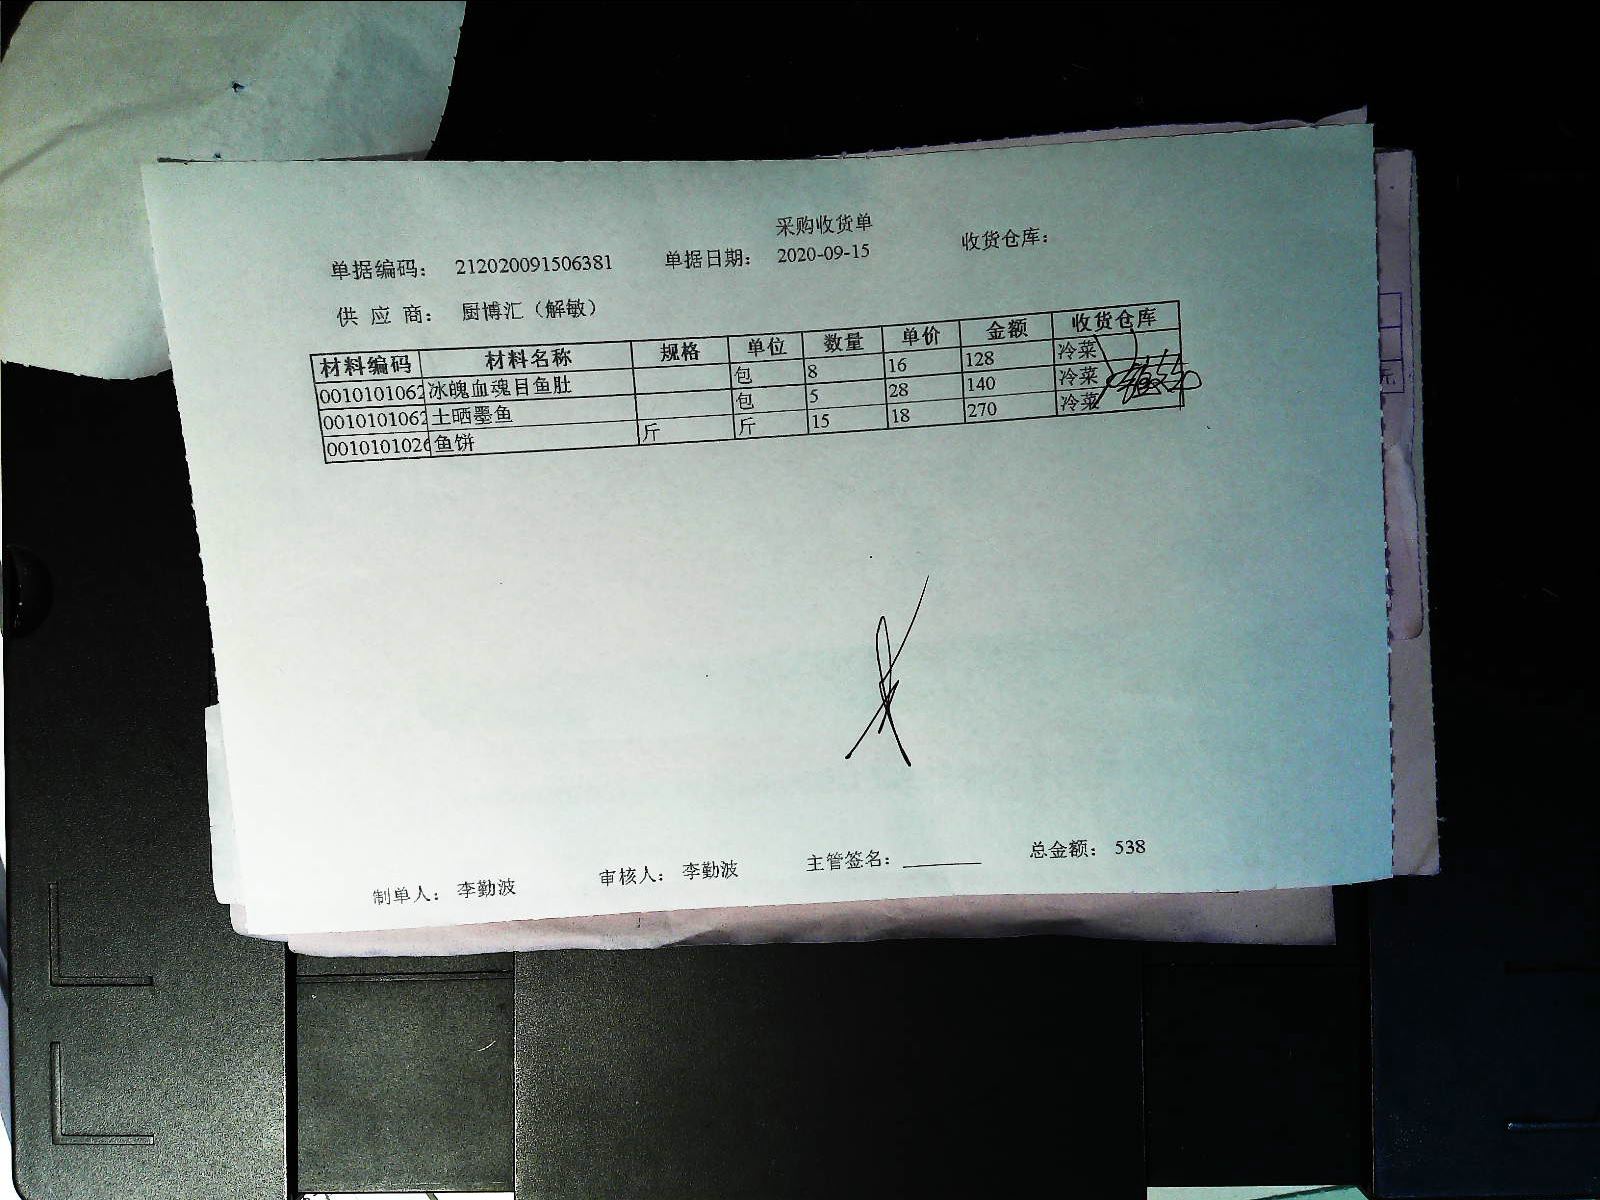 采购收货单
单据编码： 212020091506381 单据日期： 2020-09-15 收货仓库：
供 应 商： 厨博汇（解敏）
材料编码 材料名称 规格 单位 数量 单价 金额 收货仓库
0010101062 冰魄血魂目鱼肚 包 8 16 128 冷菜
0010101062 土晒墨鱼 包 5 28 140 冷菜
001010102 鱼饼 斤 斤 15 18 270 冷菜
制单人： 李勤波 审核人： 李勤波 主管签名： 总金额： 538
元